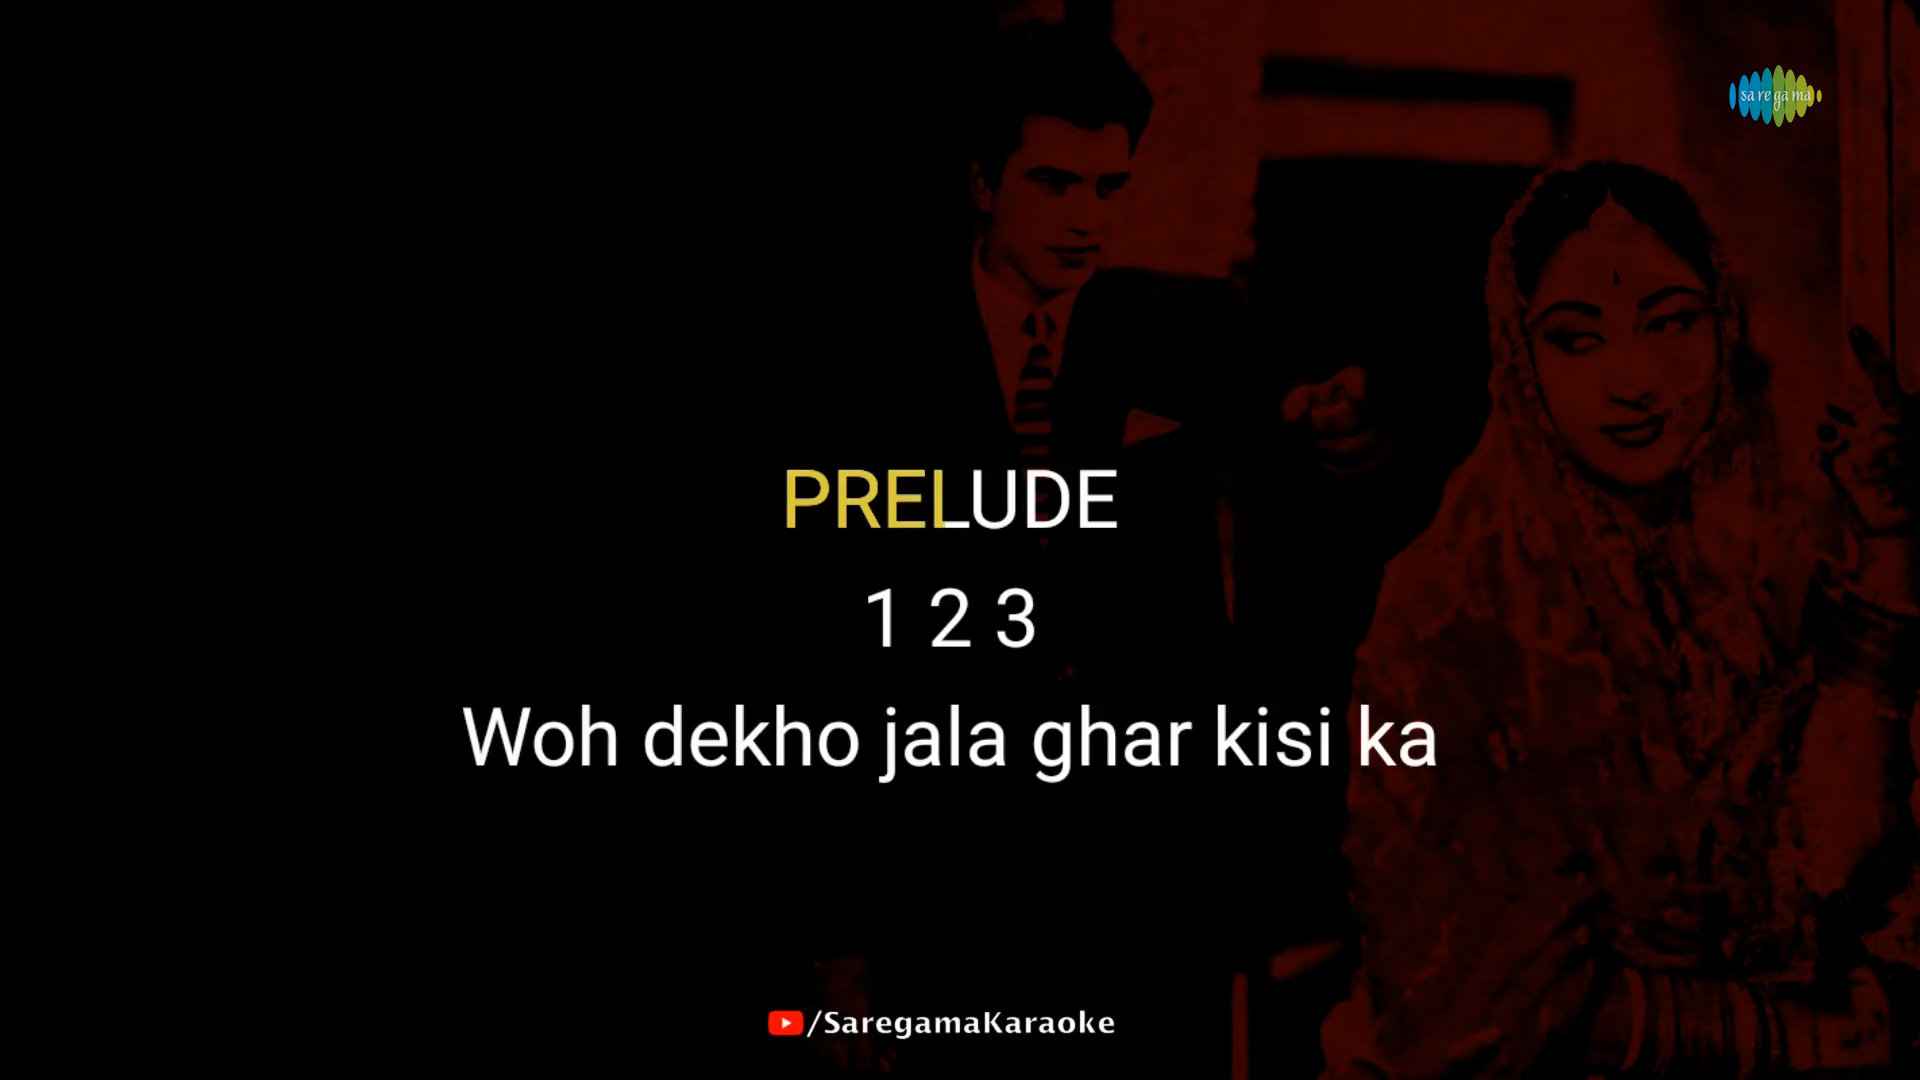 sa re ga ma
PRELUDE
1 2 3
Woh dekho jala ghar kisi ka
/SaregamaKaraoke